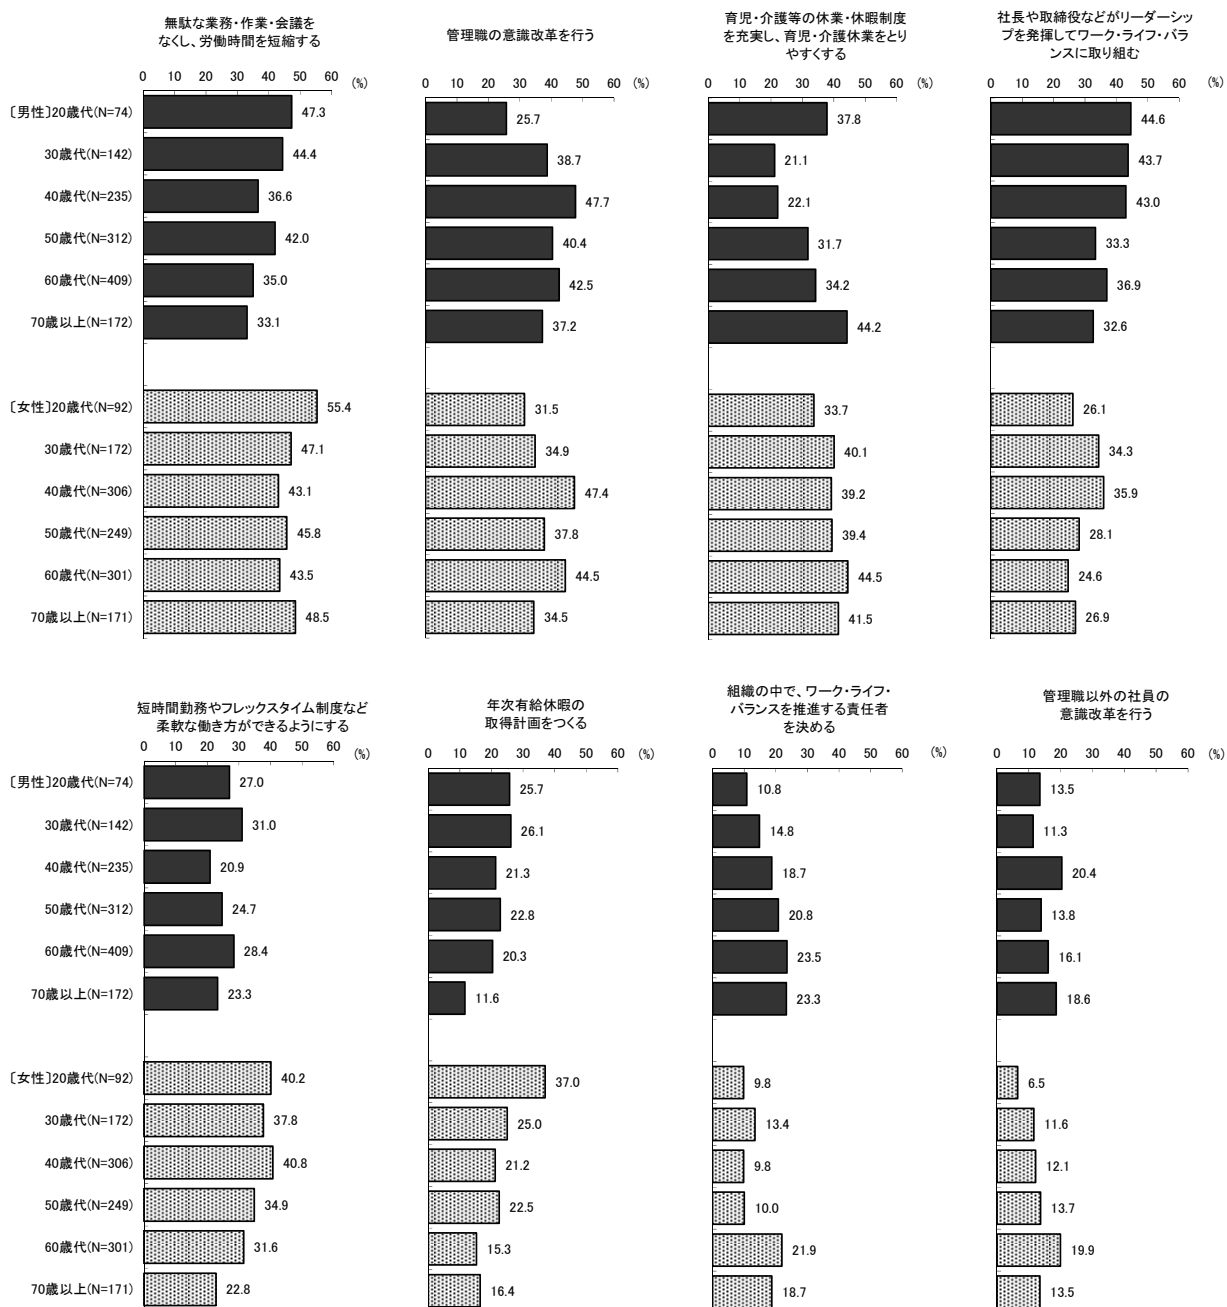 無駄な業務・作業・会議を
なくし、労働時間を短縮する
0 10 20 30 40 50 60 (%)
〔男性〕20歳代(N=74) 47.3
30歳代(N=142) 44.4
40歳代(N=235) 36.6
50歳代(N=312) 42.0
60歳代(N=409) 35.0
70歳以上(N=172) 33.1
〔女性〕20歳代(N=92) 55.4
30歳代(N=172) 47.1
40歳代(N=306) 43.1
50歳代(N=249) 45.8
60歳代(N=301) 43.5
70歳以上(N=171) 48.5
管理職の意識改革を行う
0 10 20 30 40 50 60 (%)
25.7
38.7
47.7
40.4
42.5
37.2
31.5
34.9
47.4
37.8
44.5
34.5
育児・介護等の休業・休暇制度
を充実し、育児・介護休業をとり
やすくする
0 10 20 30 40 50 60 (%)
37.8
21.1
22.1
31.7
34.2
44.2
33.7
40.1
39.2
39.4
44.5
41.5
社長や取締役などがリーダーシッ
プを発揮してワーク・ライフ・バラ
ンスに取り組む
0 10 20 30 40 50 60 (%)
44.6
43.7
43.0
33.3
36.9
32.6
26.1
34.3
35.9
28.1
24.6
26.9
短時間勤務やフレックスタイム制度など
柔軟な働き方ができるようにする
0 10 20 30 40 50 60 (%)
〔男性〕20歳代(N=74) 27.0
30歳代(N=142) 31.0
40歳代(N=235) 20.9
50歳代(N=312) 24.7
60歳代(N=409) 28.4
70歳以上(N=172) 23.3
〔女性〕20歳代(N=92) 40.2
30歳代(N=172) 37.8
40歳代(N=306) 40.8
50歳代(N=249) 34.9
60歳代(N=301) 31.6
70歳以上(N=171) 22.8
年次有給休暇の
取得計画をつくる
0 10 20 30 40 50 60 (%)
25.7
26.1
21.3
22.8
20.3
11.6
37.0
25.0
21.2
22.5
15.3
16.4
組織の中で、ワーク・ライフ・
バランスを推進する責任者
を決める
0 10 20 30 40 50 60 (%)
10.8
14.8
18.7
20.8
23.5
23.3
9.8
13.4
9.8
10.0
21.9
18.7
管理職以外の社員の
意識改革を行う
0 10 20 30 40 50 60 (%)
13.5
11.3
20.4
13.8
16.1
18.6
6.5
11.6
12.1
13.7
19.9
13.5